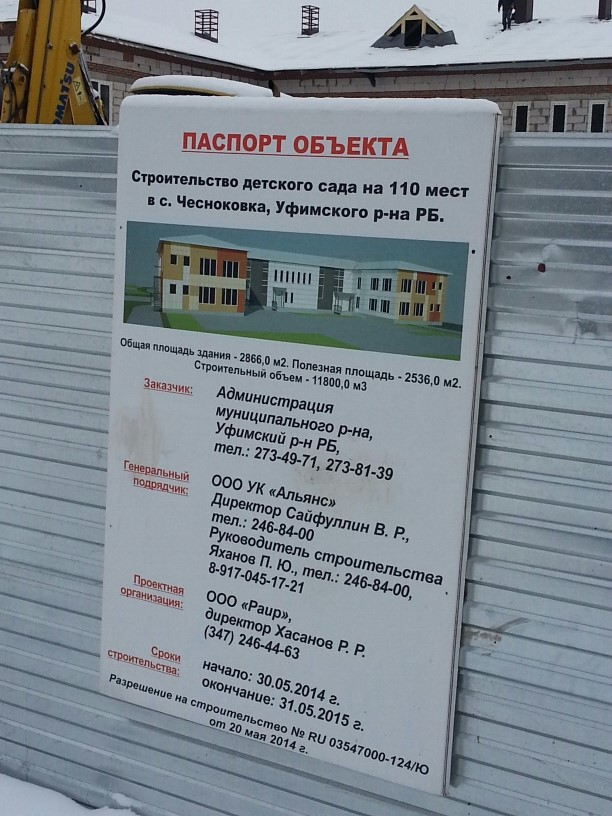 KOMATSU
ПАСПОРТ ОБЪЕКТА
Строительство детского сада на 110 мест
в с. Чесноковка, Уфимского р-на РБ.
Общая площадь здания - 2866,0 м2. Полезная площадь - 2536,0 м2.
Строительный объем - 11800,0 м3
Заказчик:
Администрация
муниципального р-на,
Уфимский р-н РБ,
тел.: 273-49-71, 273-81-39
Генеральный
подрядчик:
ООО УК «Альянс»
Директор Сайфуллин В. Р.,
тел.: 246-84-00
Руководитель строительства
Яханов П. Ю., тел.: 246-84-00,
8-917-045-17-21
Проектная
организация:
ООО «Раир»,
директор Хасанов Р. Р.
(347) 246-44-63
Сроки
строительства:
начало: 30.05.2014 г.
окончание: 31.05.2015 г.
Разрешение на строительство № RU 03547000-124/Ю
от 20 мая 2014 г.